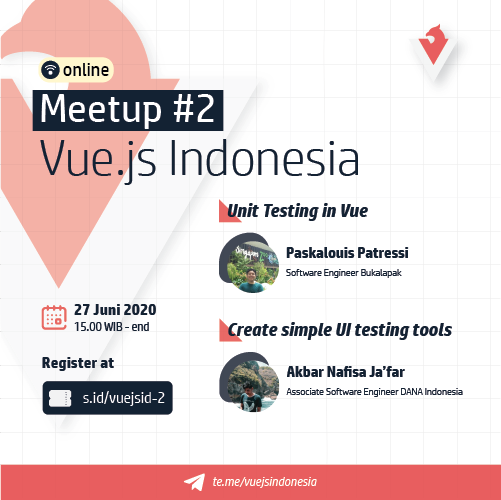 online
Meetup #2
Vue.js Indonesia
Unit Testing in Vue
Paskalouis Patressi
Software Engineer Bukalapak
27 Juni 2020
15.00 WIB - end
Create simple UI testing tools
Akbar Nafisa Ja'far
Associate Software Engineer DANA Indonesia
Register at
s.id/vuejsid-2
te.me/vuejsindonesia